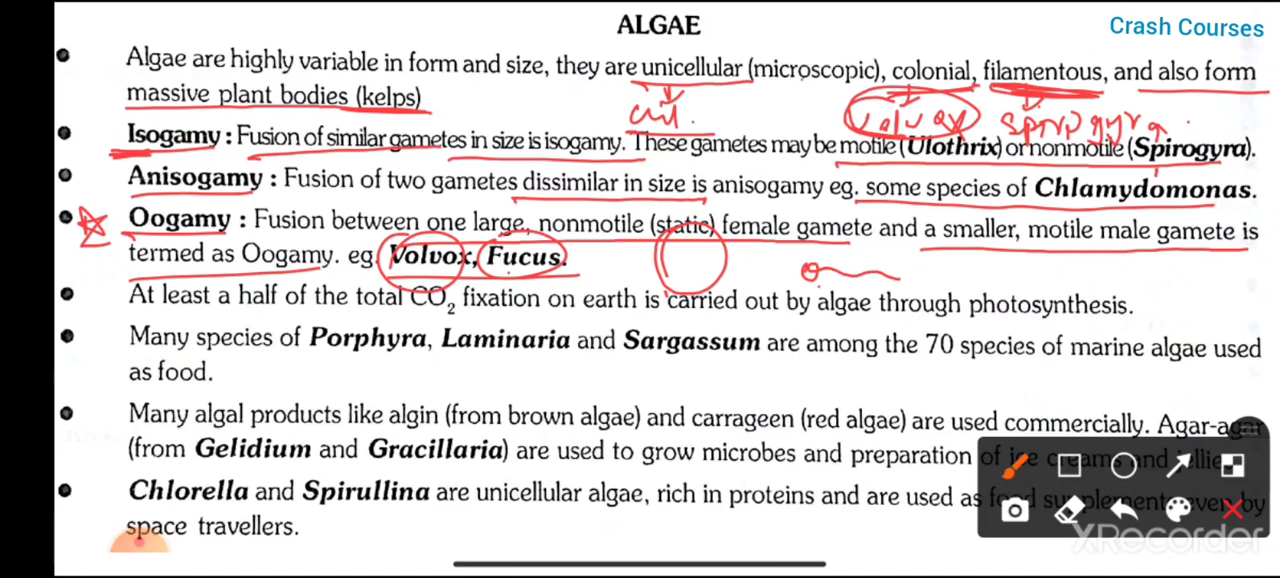 ALGAE
Crash Courses
Algae are highly variable in form and size, they are unicellular (microscopic), colonial, filamentous, and also form
massive plant bodies (kelps)
Volvox Spirogyra
Isogamy : Fusion of similar gametes in size is isogamy. These gametes may be motile (Ulothrix) or nonmotile (Spirogyra).
Anisogamy : Fusion of two gametes dissimilar in size is anisogamy eg. some species of Chlamydomonas.
Oogamy : Fusion between one large, nonmotile (static) female gamete and a smaller, motile male gamete is
termed as Oogamy. eg. Volvox, Fucus.
At least a half of the total CO2 fixation on earth is carried out by algae through photosynthesis.
Many species of Porphyra, Laminaria and Sargassum are among the 70 species of marine algae used
as food.
Many algal products like algin (from brown algae) and carrageen (red algae) are used commercially. Agar-agar
(from Gelidium and Gracillaria) are used to grow microbes and preparation of ice creams and jellie
Chlorella and Spirullina are unicellular algae, rich in proteins and are used as food supplements even by
space travellers.
XRecorder